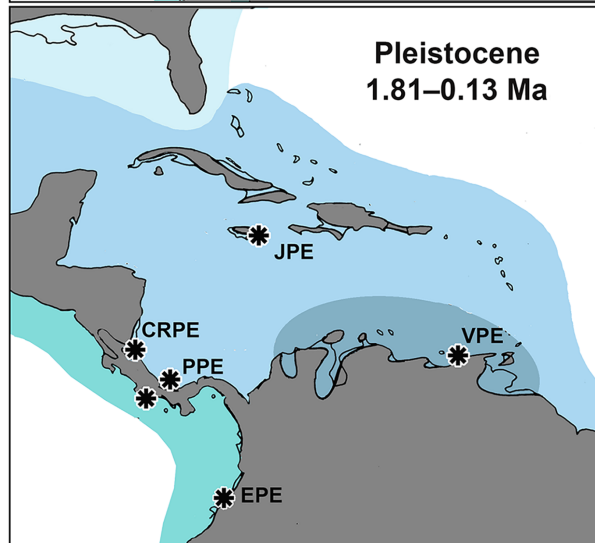 Pleistocene
1.81–0.13 Ma
JPE
CRPE
VPE
PPE
EPE